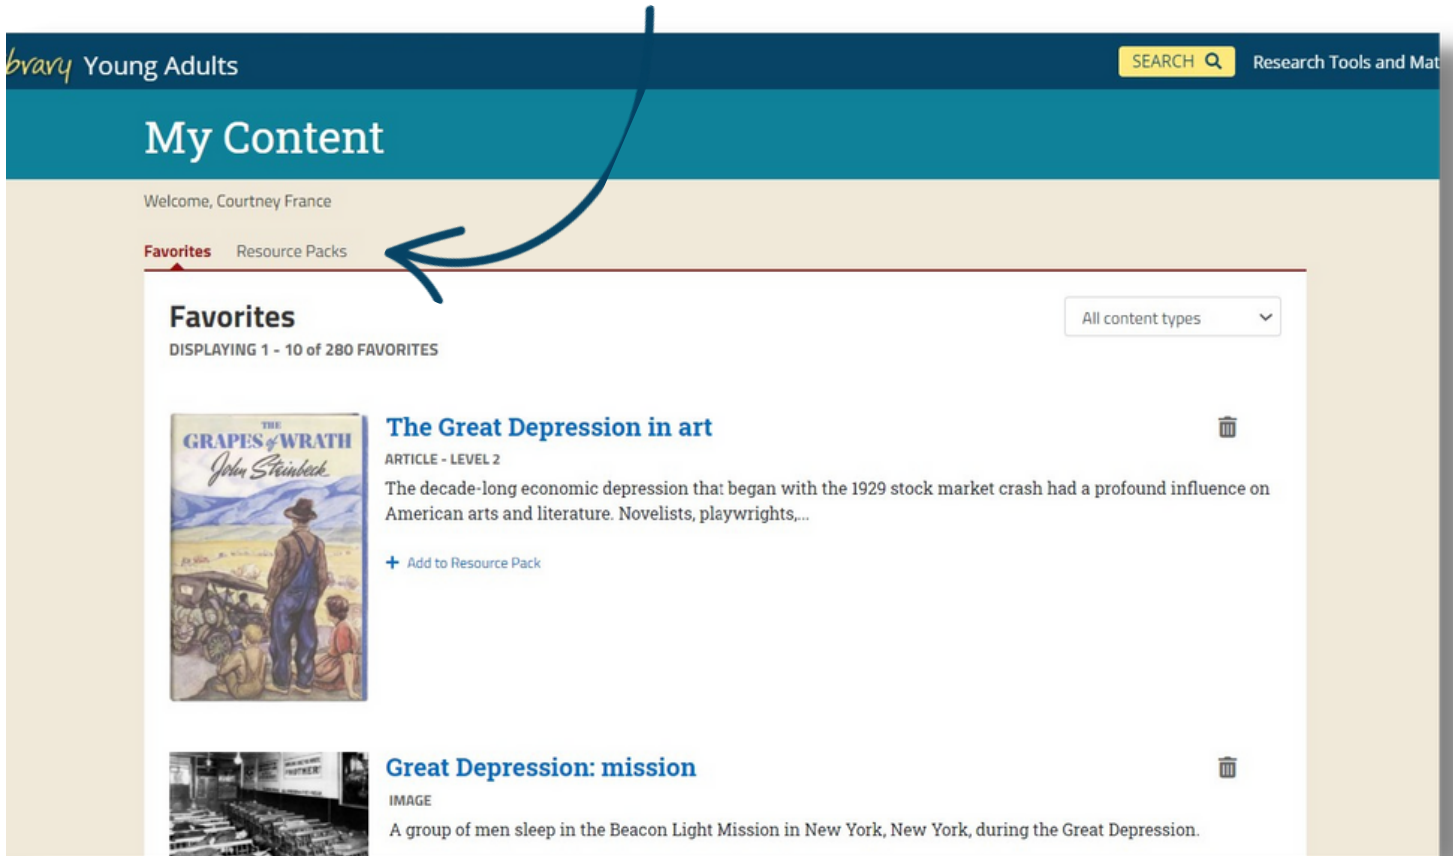 Young Adults
SEARCH
Research Tools and Mat
My Content
Welcome, Courtney France
Favorites Resource Packs
Favorites
All content types
DISPLAYING 1 - 10 of 280 FAVORITES
THE
GRAPES of WRATH
John Steinbeck
The Great Depression in art
ARTICLE - LEVEL 2
The decade-long economic depression that began with the 1929 stock market crash had a profound influence on
American arts and literature. Novelists, playwrights,...
+ Add to Resource Pack
Great Depression: mission
IMAGE
A group of men sleep in the Beacon Light Mission in New York, New York, during the Great Depression.